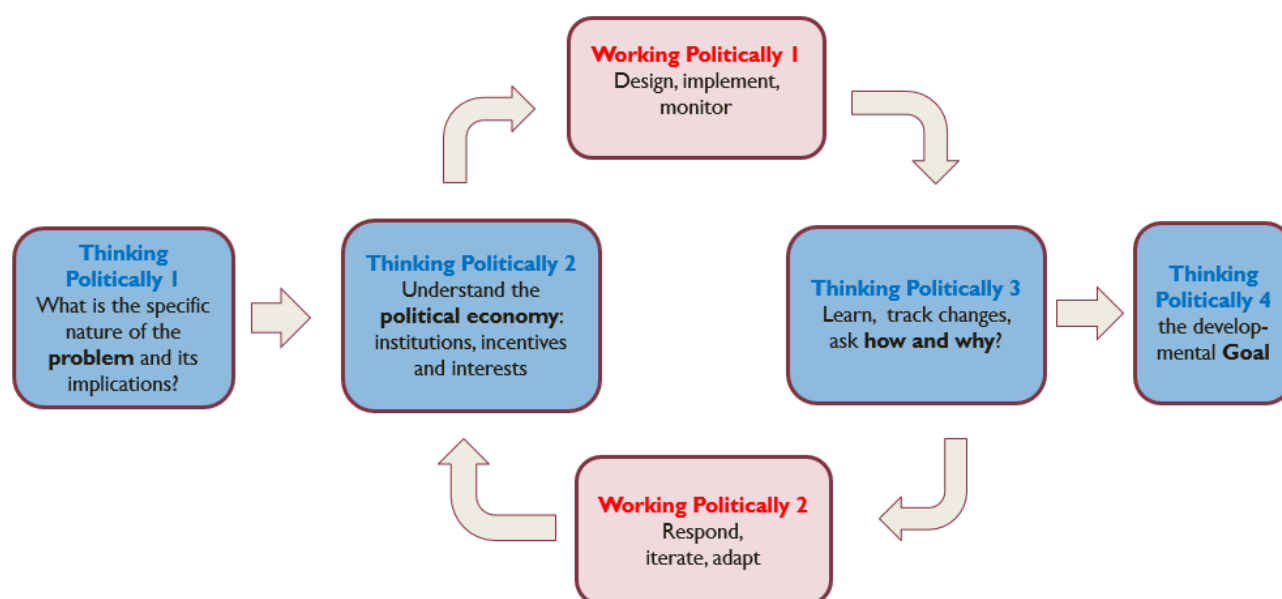 Working Politically 1
Design, implement,
monitor
Thinking
Politically 1
What is the specific
nature of the
problem and its
implications?
Thinking Politically 2
Understand the
political economy:
institutions, incentives
and interests
Thinking Politically 3
Learn, track changes,
ask how and why?
Thinking
Politically 4
the develop-
mental Goal
Working Politically 2
Respond,
iterate, adapt